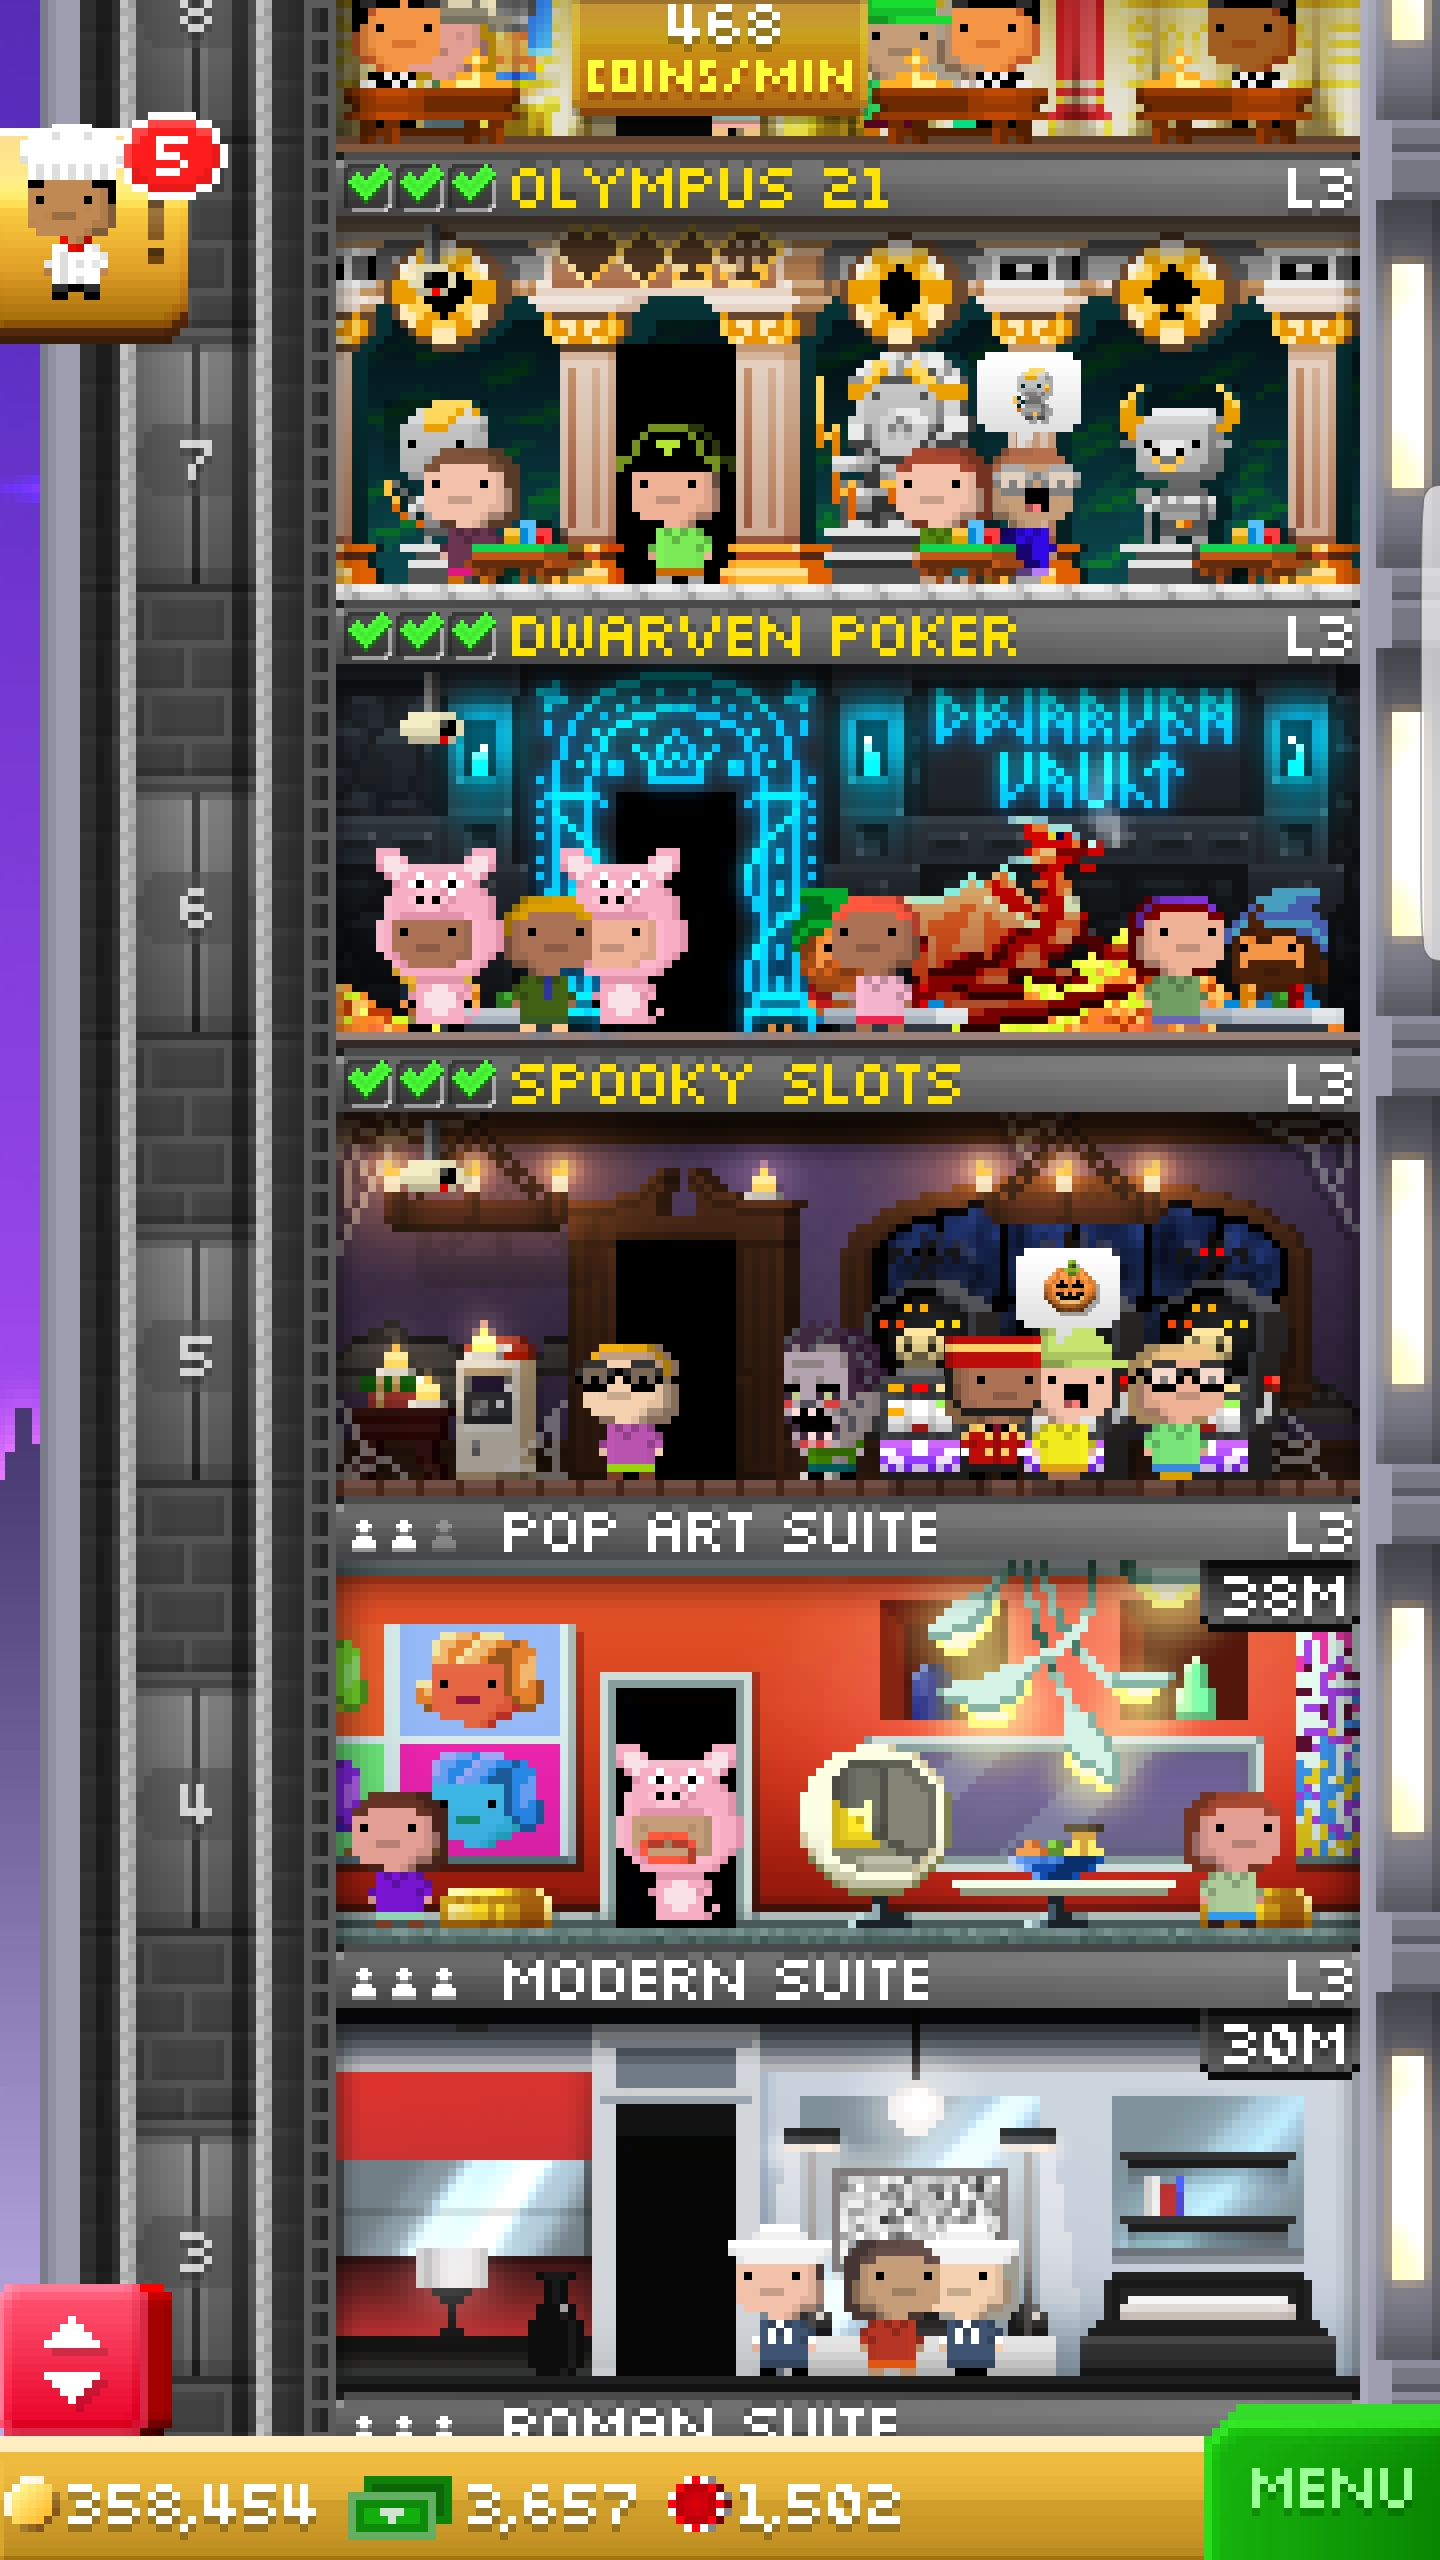 8
468
COINS/MIN
5
!
OLYMPUS 21 L3
7
DWARVEN POKER L3
DWARVEN
VAULT
6
SPOOKY SLOTS L3
5
POP ART SUITE L3
38M
4
MODERN SUITE L3
30M
3
ROMAN SUITE
358,454 3,657 1,502 MENU